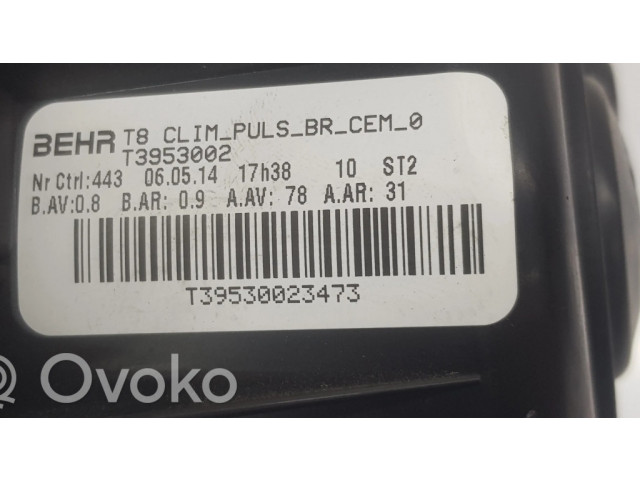 BEHR T8 CLIM_PULS_BR_CEM_0
T3953002
Nr Ctrl:443 06.05.14 17h38 10 ST2
B.AV:0.8 B.AR: 0.9 A.AV: 78 A.AR: 31
T39530023473
Ovoko